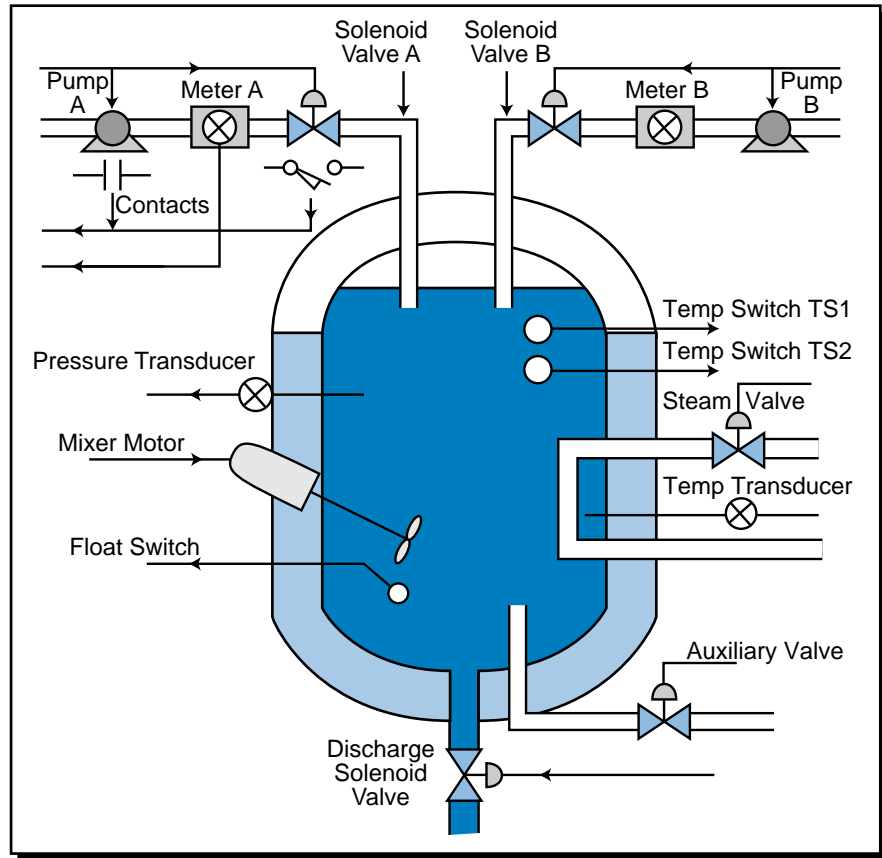 Solenoid
Valve A
Solenoid
Valve B
Pump
A
Meter A
Meter B
Pump
B
Contacts
Temp Switch TS1
Temp Switch TS2
Pressure Transducer
Steam Valve
Mixer Motor
Temp Transducer
Float Switch
Auxiliary Valve
Discharge
Solenoid
Valve